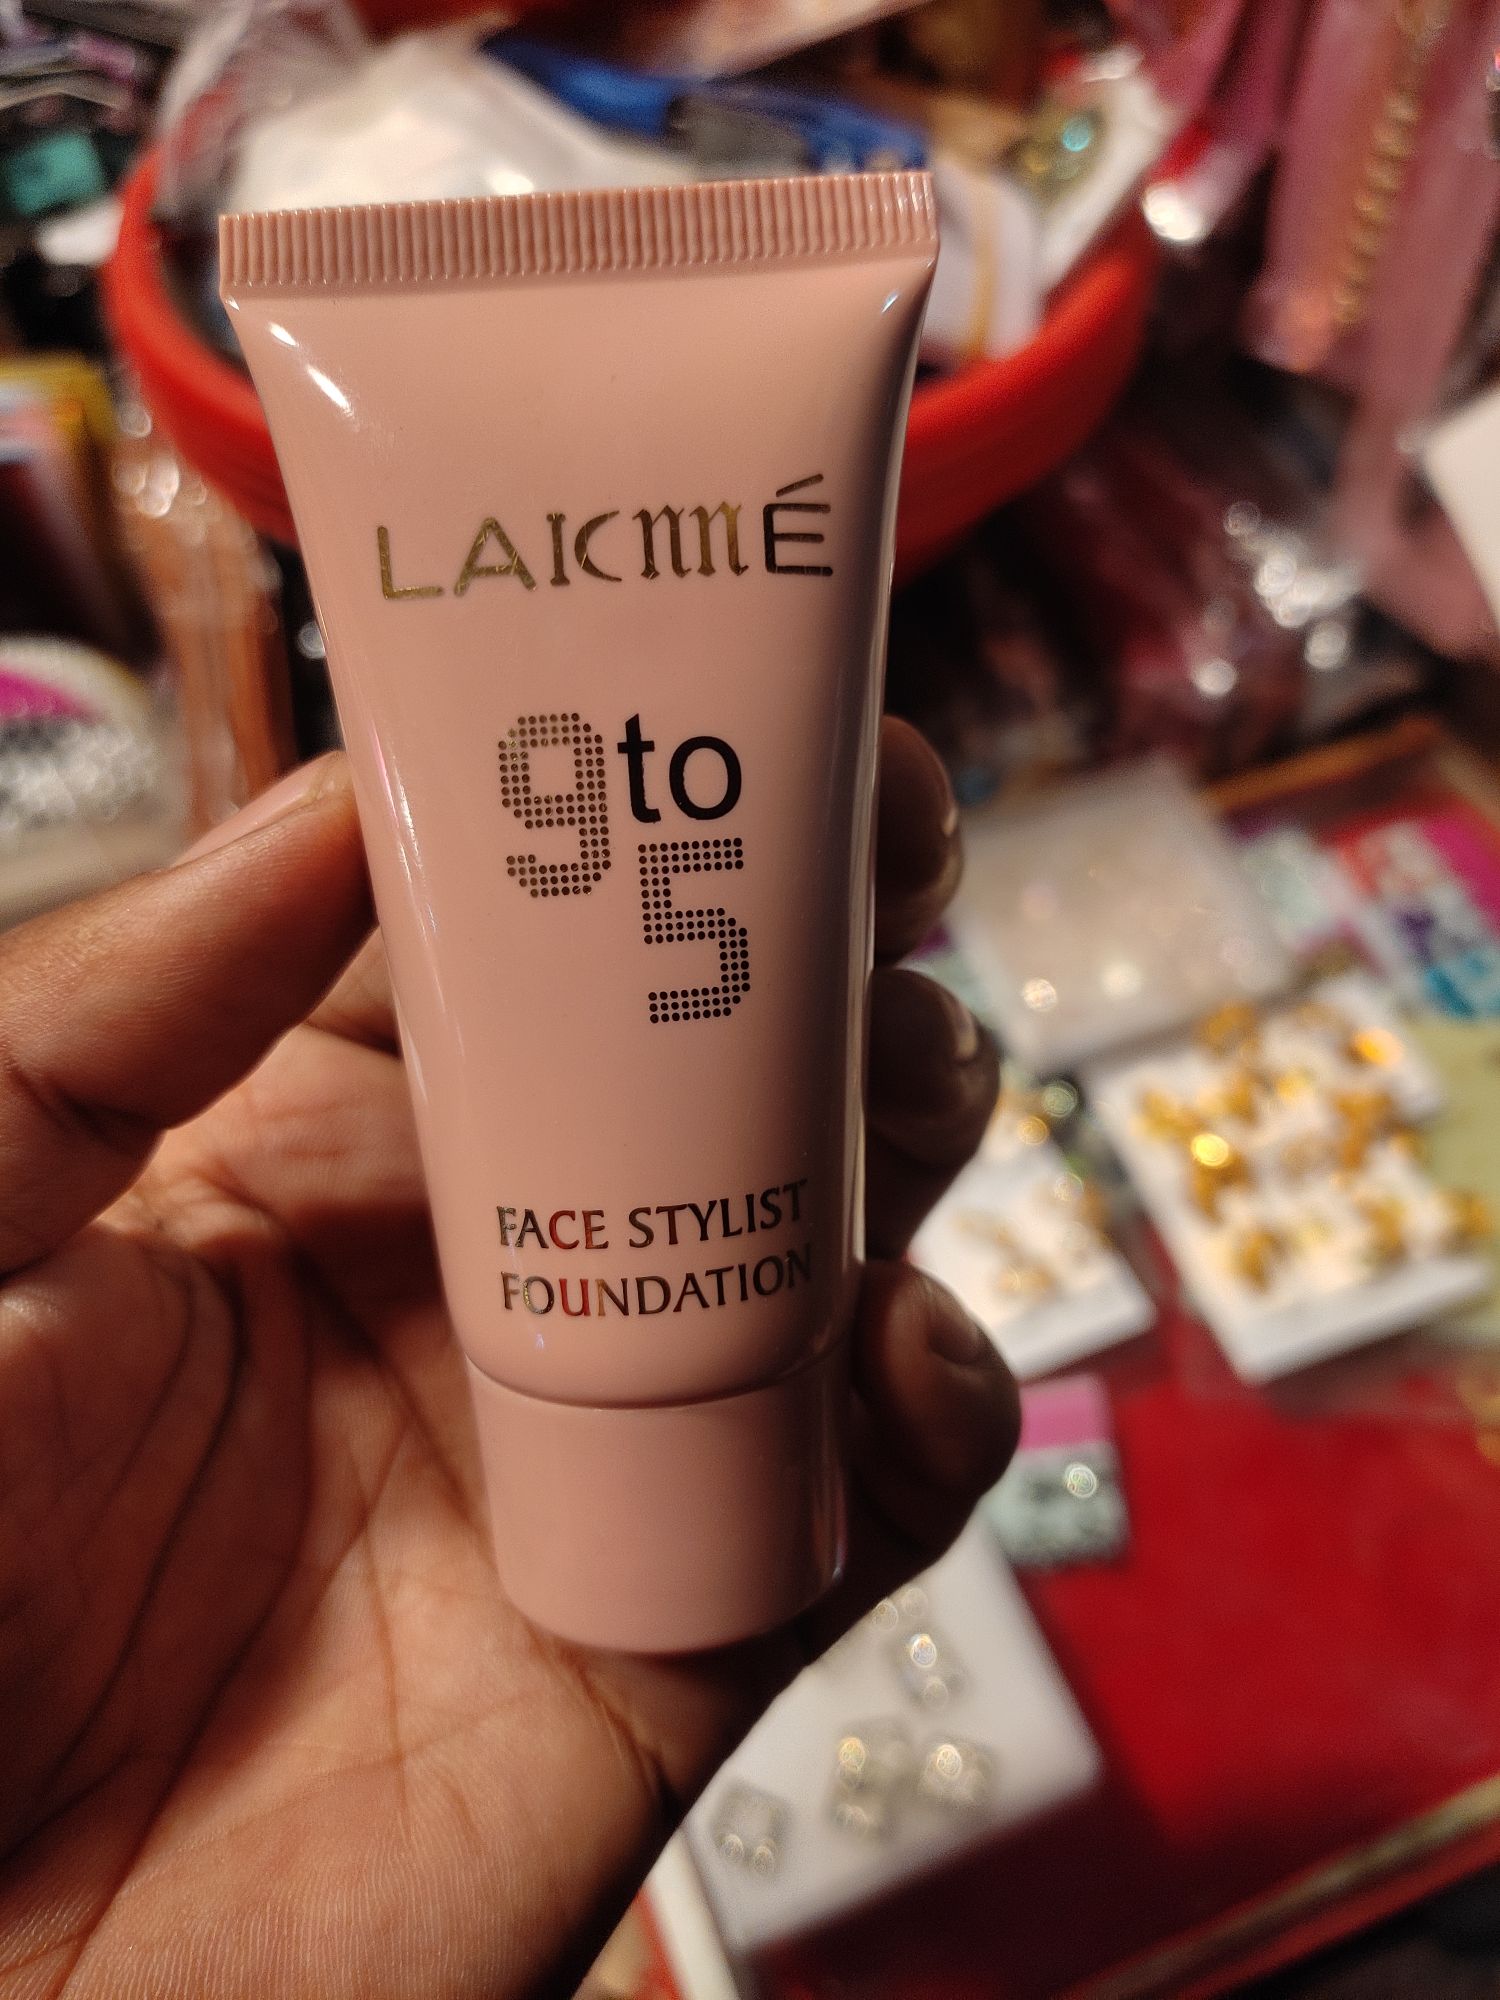 LAKMÉ
9 to
5
FACE STYLIST
FOUNDATION